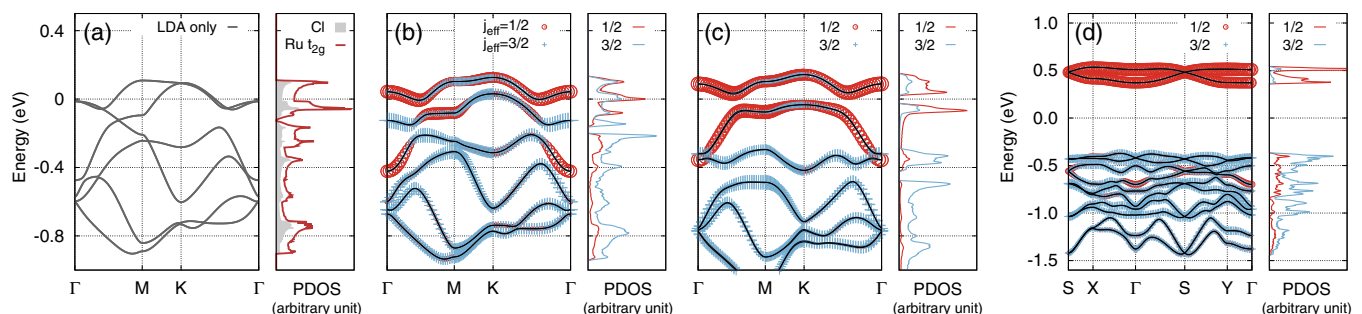 (a) LDA only
Cl
Ru t2g
(b) jeff=1/2
jeff=3/2
1/2
3/2
(c) 1/2
3/2
1/2
3/2
(d) 1/2
3/2
1/2
3/2
Energy (eV)
0.4
0
-0.4
-0.8
Γ M K Γ
PDOS
(arbitrary unit)
Γ M K Γ
PDOS
(arbitrary unit)
Γ M K Γ
PDOS
(arbitrary unit)
Energy (eV)
1.0
0.5
0.0
-0.5
-1.0
-1.5
S X Γ S Y Γ
PDOS
(arbitrary unit)